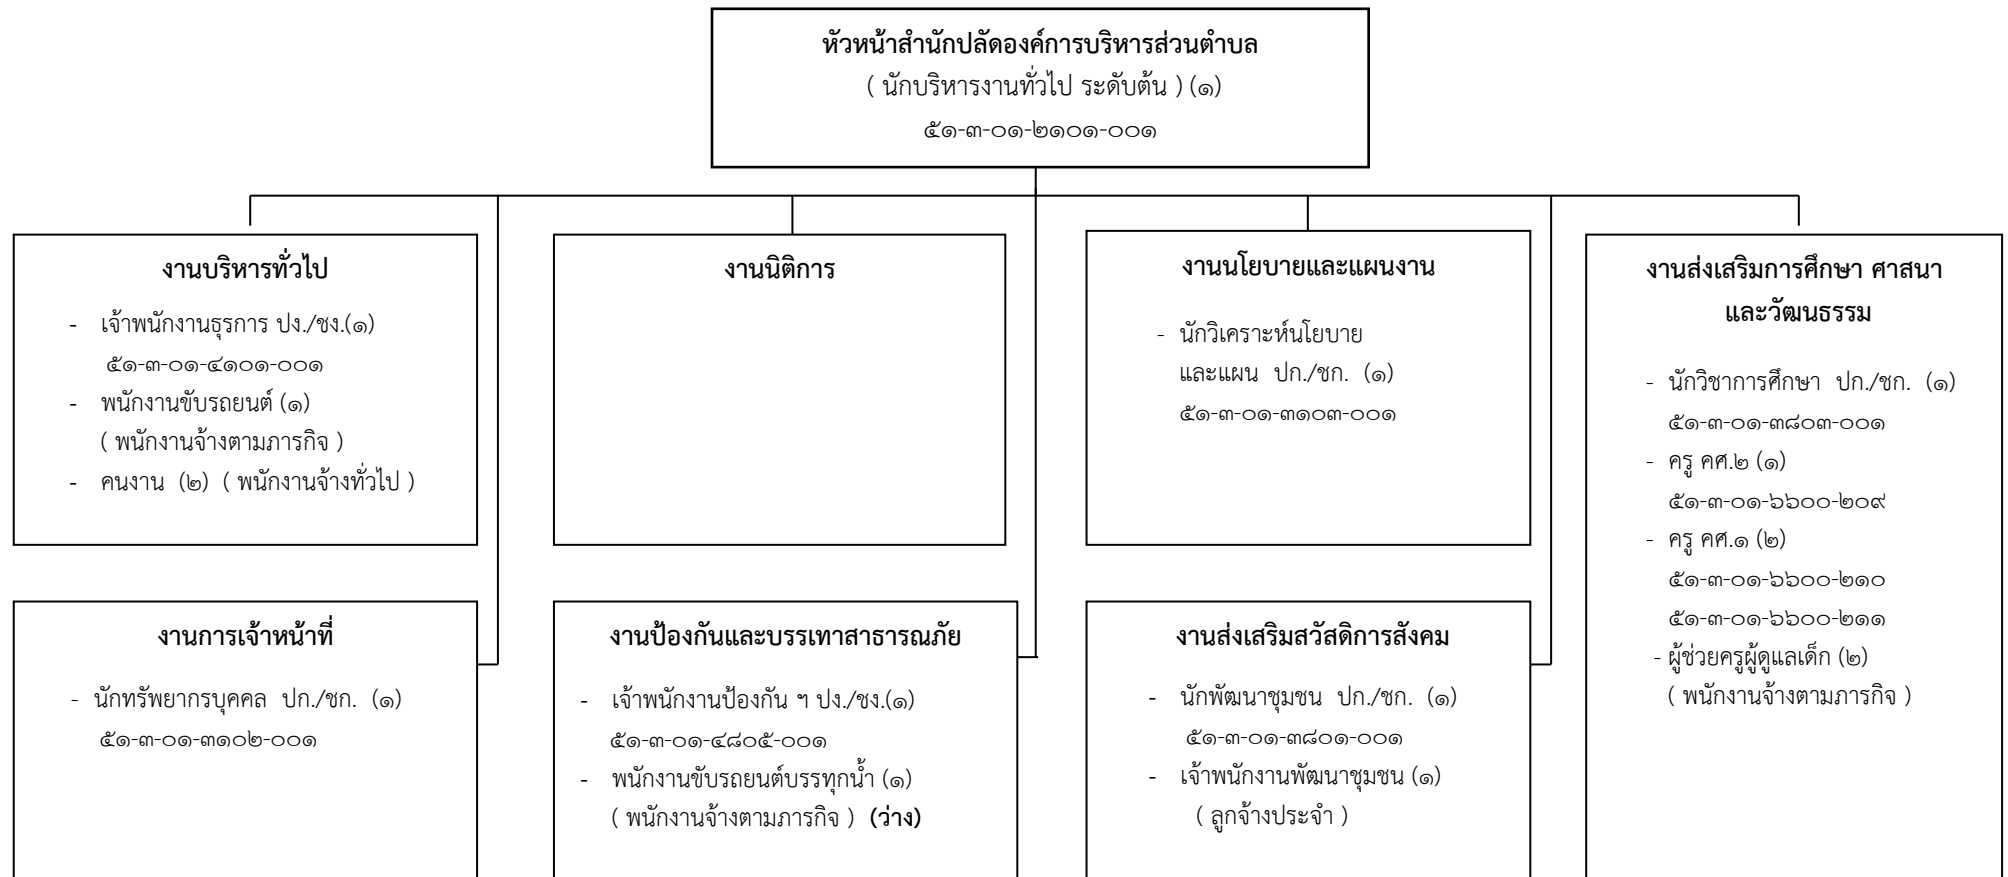 หัวหน้าสำนักปลัดองค์การบริหารส่วนตำบล
( นักบริหารงานทั่วไป ระดับต้น ) (๑)
๕๑-๓-๐๑-๒๑๐๑-๐๐๑
งานบริหารทั่วไป
- เจ้าพนักงานธุรการ ปง./ชง.(๑)
๕๑-๓-๐๑-๔๑๐๑-๐๐๑
- พนักงานขับรถยนต์ (๑)
( พนักงานจ้างตามภารกิจ )
- คนงาน (๒) ( พนักงานจ้างทั่วไป )
งานนิติการ
งานนโยบายและแผนงาน
- นักวิเคราะห์นโยบาย
และแผน ปก./ชก. (๑)
๕๑-๓-๐๑-๓๑๐๓-๐๐๑
งานส่งเสริมการศึกษา ศาสนา
และวัฒนธรรม
- นักวิชาการศึกษา ปก./ชก. (๑)
๕๑-๓-๐๑-๓๘๐๓-๐๐๑
- ครู คศ.๒ (๑)
๕๑-๓-๐๑-๖๖๐๐-๒๐๙
- ครู คศ.๑ (๒)
๕๑-๓-๐๑-๖๖๐๐-๒๑๐
๕๑-๓-๐๑-๖๖๐๐-๒๑๑
- ผู้ช่วยครูผู้ดูแลเด็ก (๒)
( พนักงานจ้างตามภารกิจ )
งานการเจ้าหน้าที่
- นักทรัพยากรบุคคล ปก./ชก. (๑)
๕๑-๓-๐๑-๓๑๐๒-๐๐๑
งานป้องกันและบรรเทาสาธารณภัย
- เจ้าพนักงานป้องกัน ฯ ปง./ชง.(๑)
๕๑-๓-๐๑-๔๘๐๕-๐๐๑
- พนักงานขับรถยนต์บรรทุกน้ำ (๑)
( พนักงานจ้างตามภารกิจ ) (ว่าง)
งานส่งเสริมสวัสดิการสังคม
- นักพัฒนาชุมชน ปก./ชก. (๑)
๕๑-๓-๐๑-๓๘๐๑-๐๐๑
- เจ้าพนักงานพัฒนาชุมชน (๑)
( ลูกจ้างประจำ )